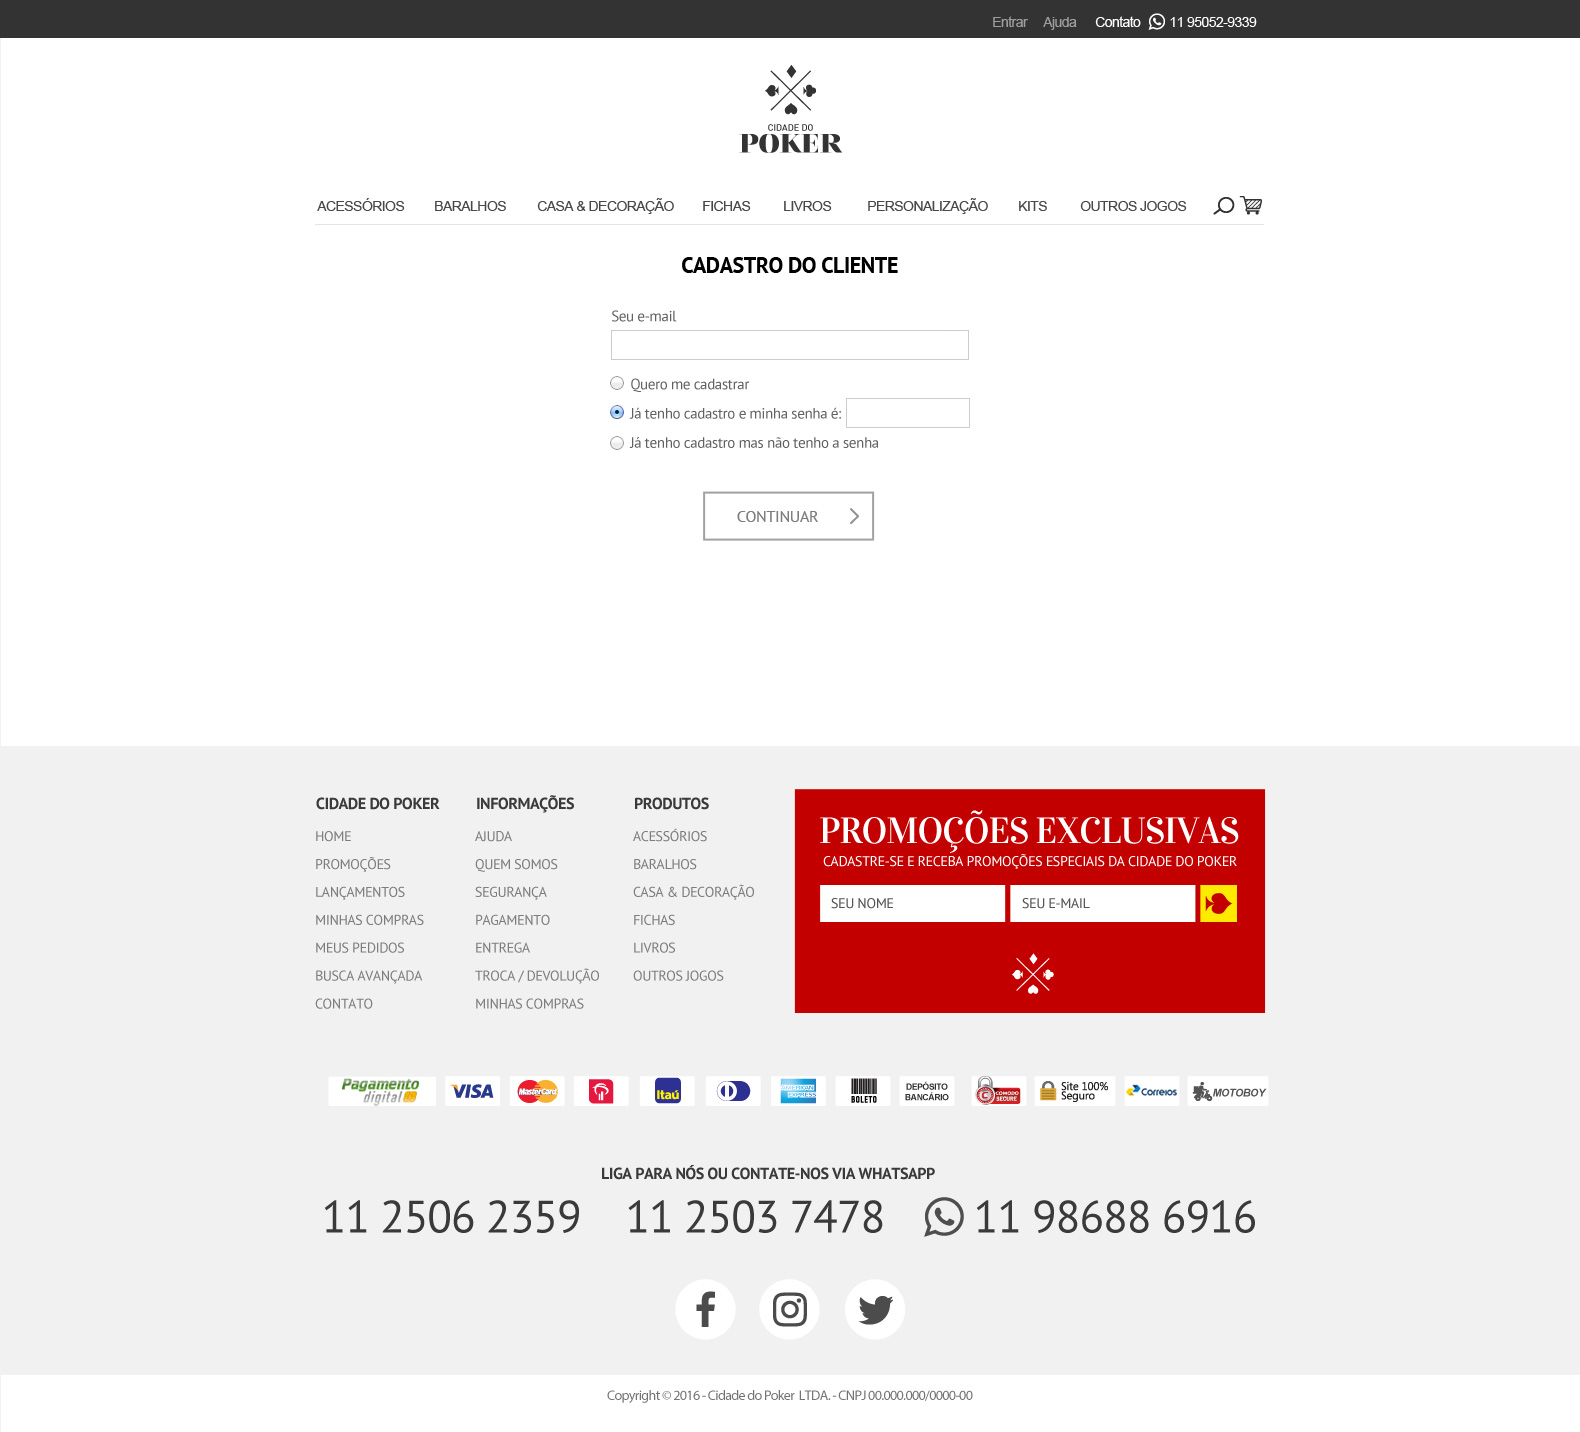 Entrar Ajuda Contato 11 95052-9339
CIDADE DO
POKER
ACESSÓRIOS BARALHOS CASA & DECORAÇÃO FICHAS LIVROS PERSONALIZAÇÃO KITS OUTROS JOGOS
CADASTRO DO CLIENTE
Seu e-mail
Quero me cadastrar
Já tenho cadastro e minha senha é:
Já tenho cadastro mas não tenho a senha
CONTINUAR
CIDADE DO POKER
HOME
PROMOÇÕES
LANÇAMENTOS
MINHAS COMPRAS
MEUS PEDIDOS
BUSCA AVANÇADA
CONTATO
INFORMAÇÕES
AJUDA
QUEM SOMOS
SEGURANÇA
PAGAMENTO
ENTREGA
TROCA / DEVOLUÇÃO
MINHAS COMPRAS
PRODUTOS
ACESSÓRIOS
BARALHOS
CASA & DECORAÇÃO
FICHAS
LIVROS
OUTROS JOGOS
PROMOÇÕES EXCLUSIVAS
CADASTRE-SE E RECEBA PROMOÇÕES ESPECIAIS DA CIDADE DO POKER
SEU NOME SEU E-MAIL
Pagamento
digital
VISA
MasterCard
Itaú
AMERICAN
EXPRESS
BOLETO
DEPÓSITO
BANCÁRIO
COMODO
SECURE
Site 100%
Seguro
Correios
MOTOBOY
LIGA PARA NÓS OU CONTATE-NOS VIA WHATSAPP
11 2506 2359 11 2503 7478 11 98688 6916
Copyright © 2016 - Cidade do Poker LTDA. - CNPJ 00.000.000/0000-00